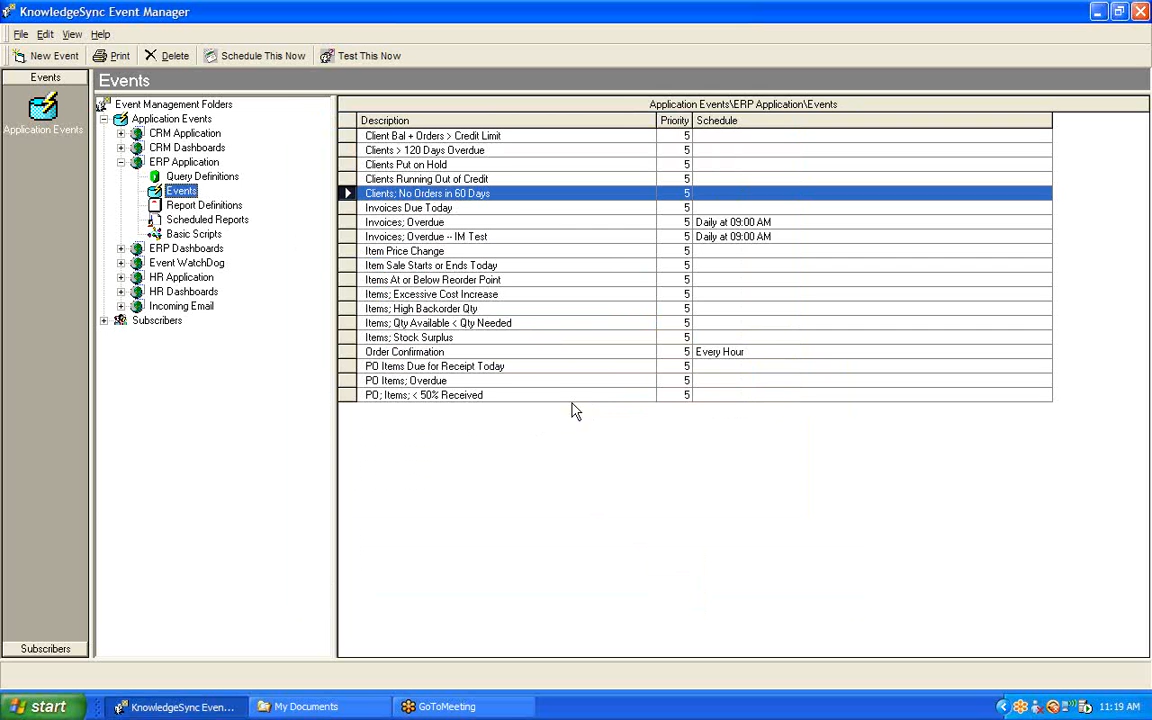 KnowledgeSync Event Manager
File Edit View Help
New Event Print Delete Schedule This Now Test This Now
Events
Application Events
Subscribers
Events
Event Management Folders
Application Events
CRM Application
CRM Dashboards
ERP Application
Query Definitions
Events
Report Definitions
Scheduled Reports
Basic Scripts
ERP Dashboards
Event WatchDog
HR Application
HR Dashboards
Incoming Email
Subscribers
Application Events\ERP Application\Events
Description Priority Schedule
Client Bal + Orders > Credit Limit 5
Clients > 120 Days Overdue 5
Clients Put on Hold 5
Clients Running Out of Credit 5
Clients; No Orders in 60 Days 5
Invoices Due Today 5
Invoices; Overdue 5 Daily at 09:00 AM
Invoices; Overdue -- IM Test 5 Daily at 09:00 AM
Item Price Change 5
Item Sale Starts or Ends Today 5
Items At or Below Reorder Point 5
Items; Excessive Cost Increase 5
Items; High Backorder Qty 5
Items; Qty Available < Qty Needed 5
Items; Stock Surplus 5
Order Confirmation 5 Every Hour
PO Items Due for Receipt Today 5
PO Items; Overdue 5
PO; Items; < 50% Received 5
start KnowledgeSync Even... My Documents GoToMeeting 11:19 AM